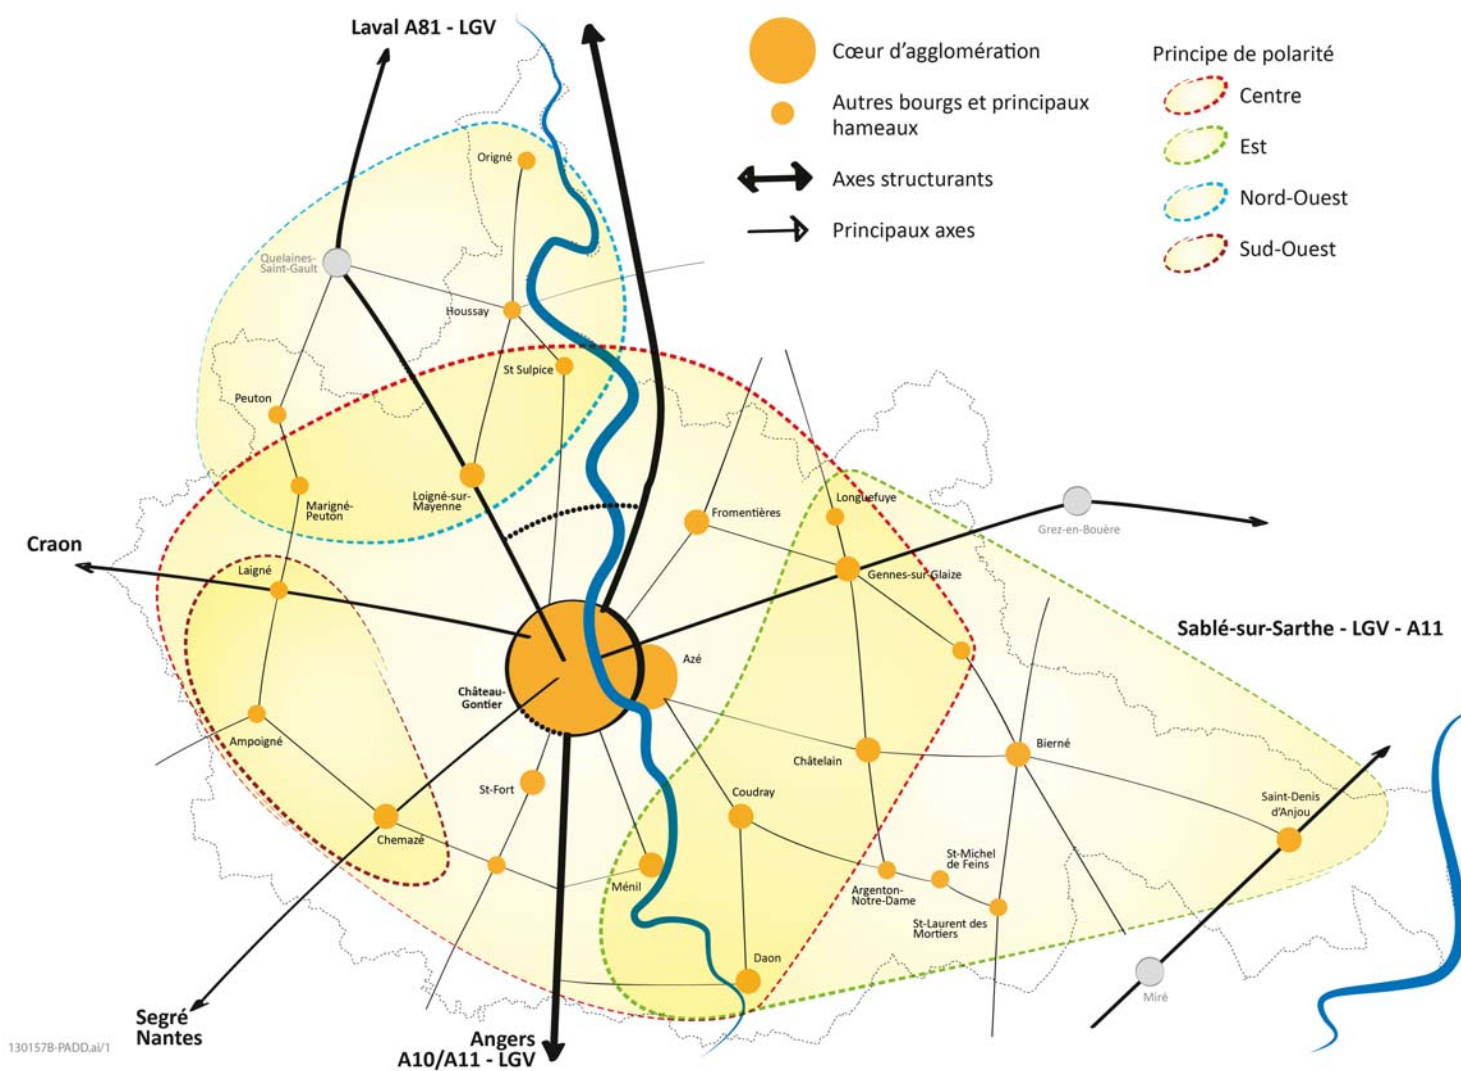 Laval A81 - LGV
Cœur d'agglomération
Autres bourgs et principaux
hameaux
Axes structurants
Principaux axes
Principe de polarité
Centre
Est
Nord-Ouest
Sud-Ouest
Origné
Quelaines-
Saint-Gault
Houssay
St Sulpice
Peuton
Marigné-
Peuton
Loigné-sur-
Mayenne
Longuefuye
Fromentières
Grez-en-Bouère
Craon
Laigné
Gennes-sur-Glaize
Sablé-sur-Sarthe - LGV - A11
Azé
Château-
Gontier
Ampoigné
Bierné
Châtelain
St-Fort
Coudray
Saint-Denis
d'Anjou
Chemazé
St-Michel
de Feins
Ménil
Argenton-
Notre-Dame
St-Laurent des
Mortiers
Daon
Miré
Segré
Nantes
Angers
A10/A11 - LGV
130157B-PADD.ai/1